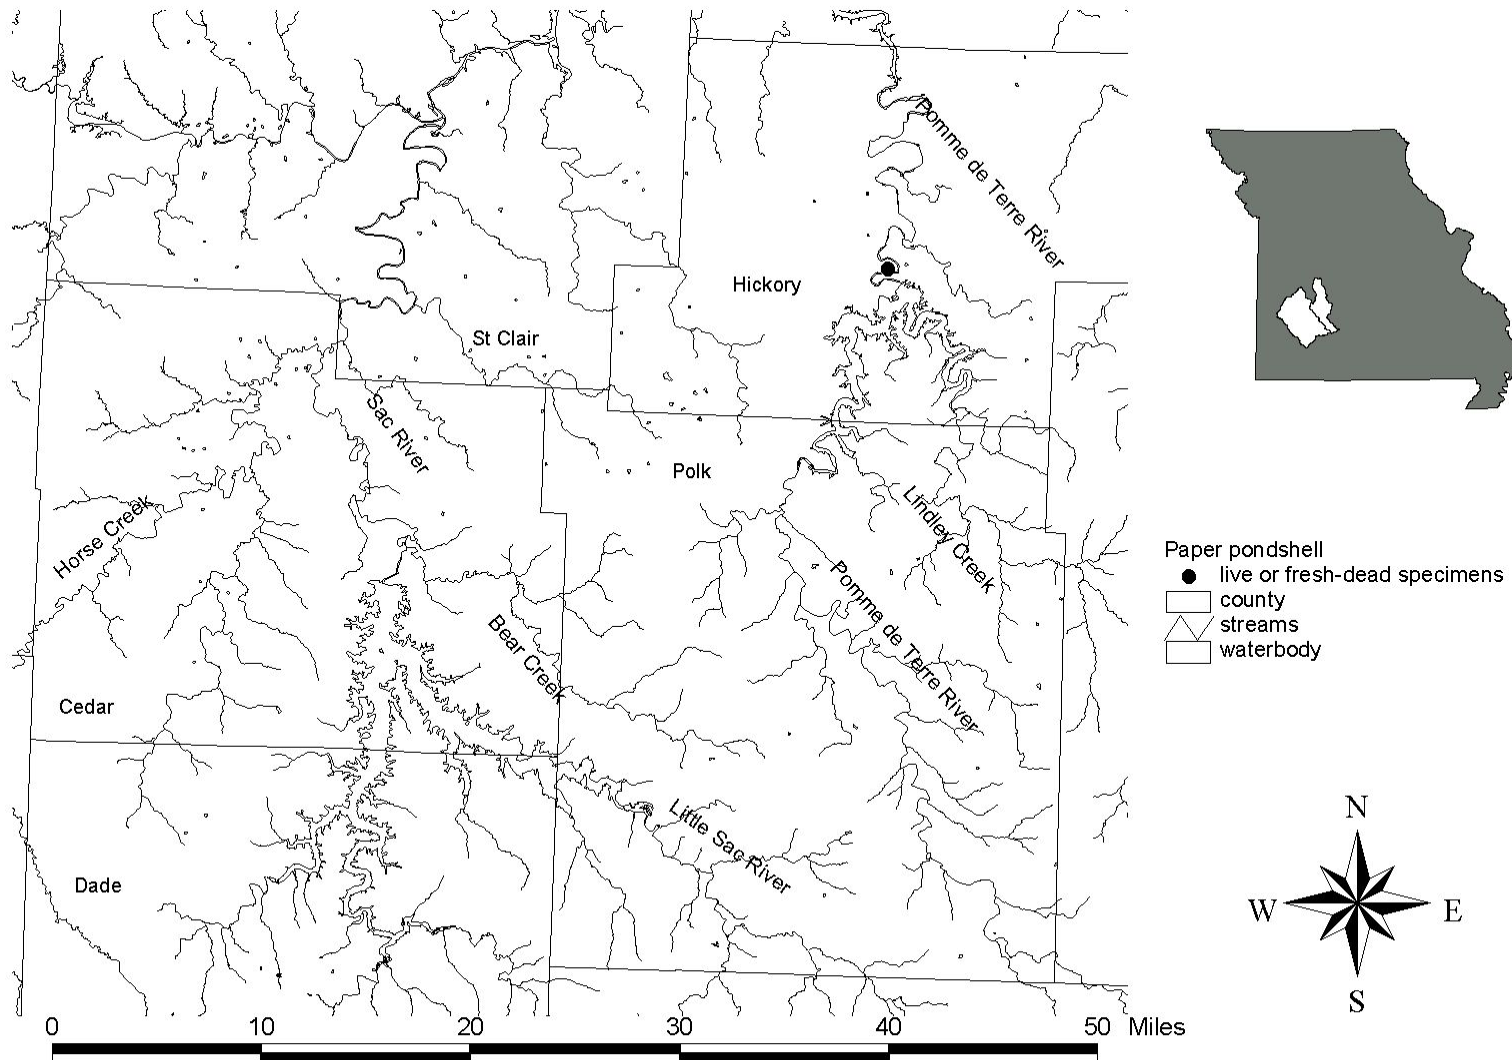 Pomme de Terre River
Hickory
St Clair
Sac River
Polk
Horse Creek
Lindley Creek
Pomme de Terre River
Bear Creek
Cedar
Little Sac River
Dade
Paper pondshell
live or fresh-dead specimens
county
streams
waterbody
N
W E
S
0 10 20 30 40 50 Miles